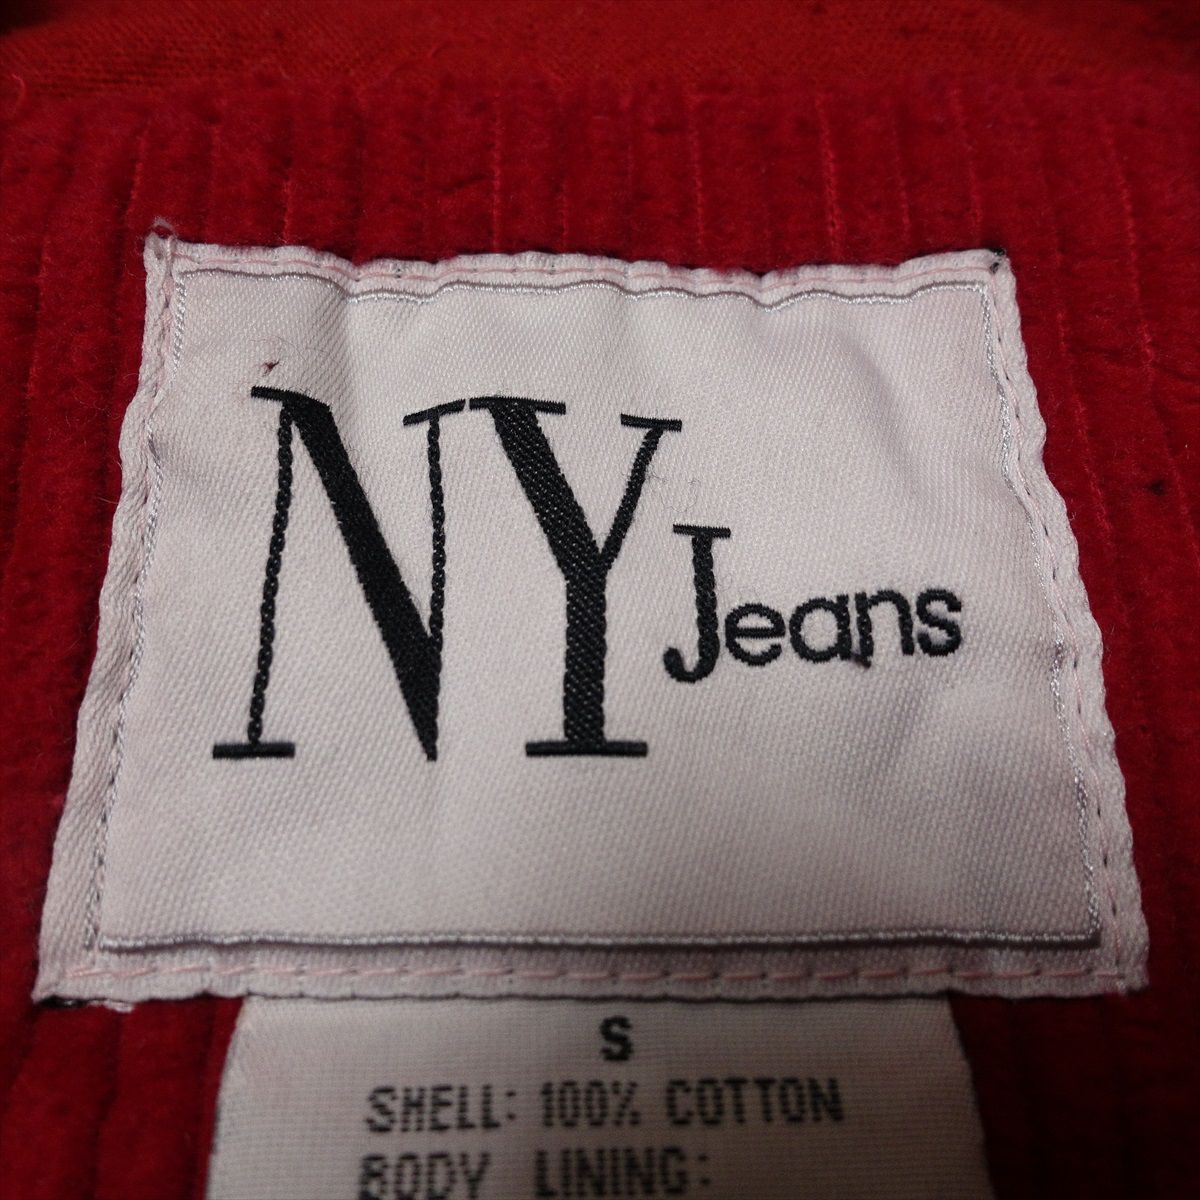 NY Jeans
S
SHELL: 100% COTTON
BODY LINING: